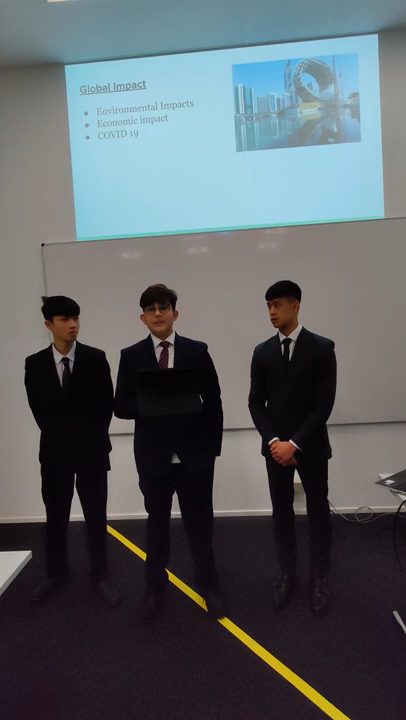 Global Impact
● Environmental Impacts
● Economic impact
● COVID 19